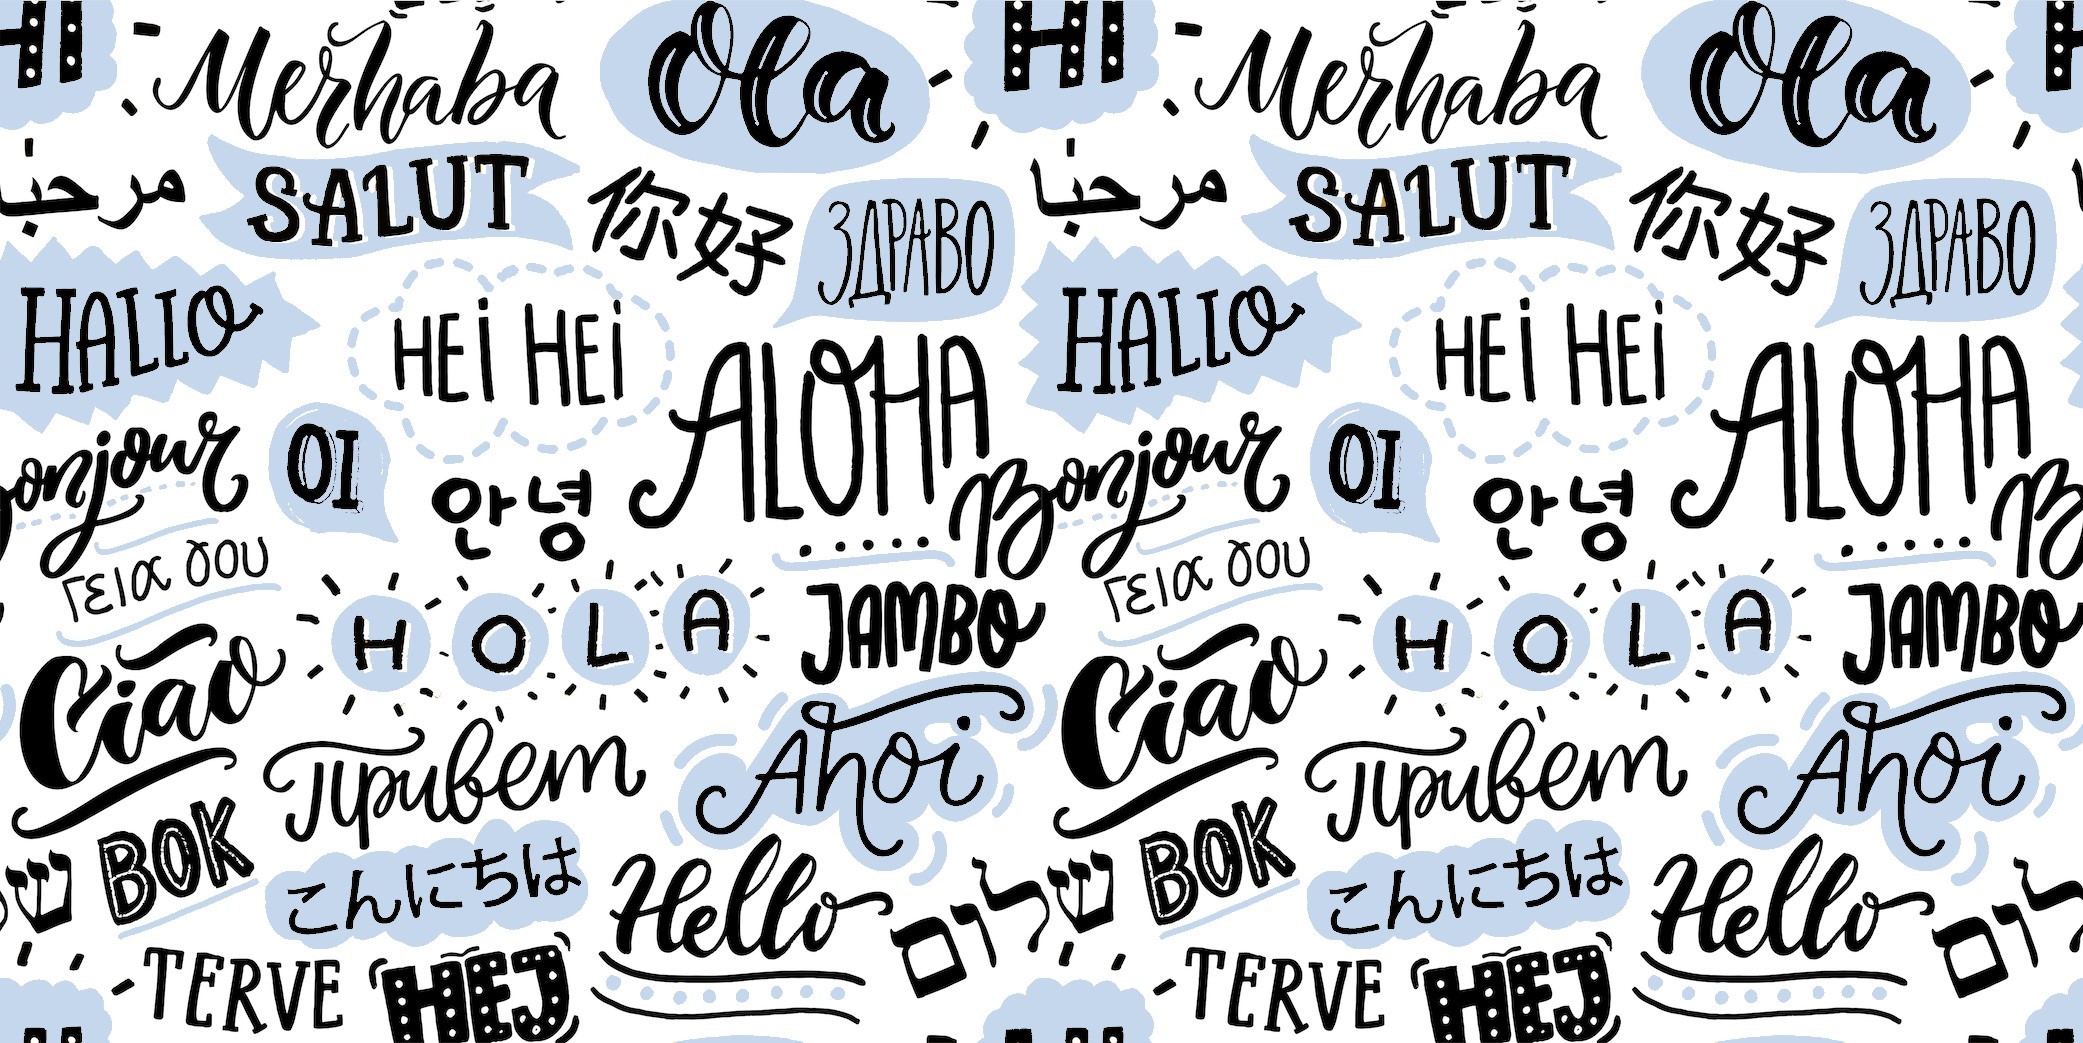 HI
Merhaba
Ola
HI
Merhaba
Ola
مرحبا
SALUT
你好
ЗДРАВО
مرحبا
SALUT
你好
ЗДРАВО
HALLO
HEI HEI
ALOHA
HALLO
HEI HEI
ALOHA
Bonjour
OI
안녕
Bonjour
OI
안녕
B
Γεια σου
HOLA
JAMBO
Γεια σου
HOLA
JAMBO
Ciao
Привет
Ahoi
Ciao
Привет
Ahoi
BOK
こんにちは
Hello
שלום
BOK
こんにちは
Hello
TERVE
HEJ
TERVE
HEJ